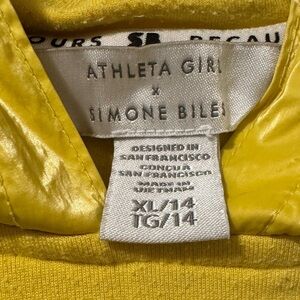 OURS SB BECAU
ATHLETA GIRL
X
SIMONE BILES
DESIGNED IN
SAN FRANCISCO
CONÇU A
SAN FRANCISCO
MADE IN
VIETNAM
XL/14
TG/14